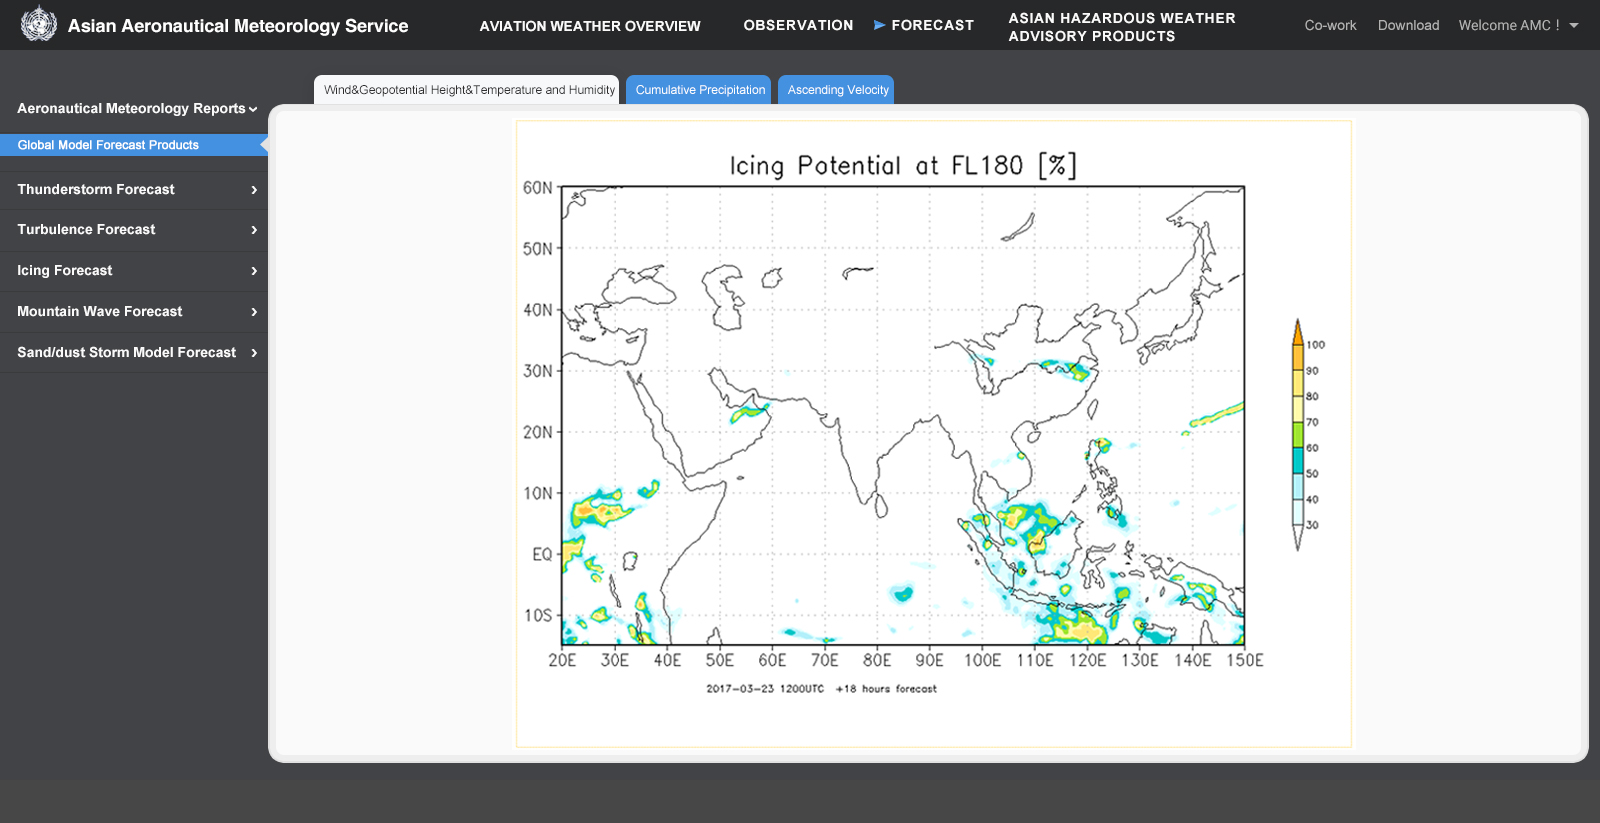 Asian Aeronautical Meteorology Service
AVIATION WEATHER OVERVIEW
OBSERVATION
FORECAST
ASIAN HAZARDOUS WEATHER
ADVISORY PRODUCTS
Co-work
Download
Welcome AMC !
Aeronautical Meteorology Reports
Global Model Forecast Products
Thunderstorm Forecast
Turbulence Forecast
Icing Forecast
Mountain Wave Forecast
Sand/dust Storm Model Forecast
Wind&Geopotential Height&Temperature and Humidity
Cumulative Precipitation
Ascending Velocity
Icing Potential at FL180 [%]
60N
50N
40N
30N
20N
10N
EQ
10S
20E 30E 40E 50E 60E 70E 80E 90E 100E 110E 120E 130E 140E 150E
100
90
80
70
60
50
40
30
2017-03-23 1200UTC +18 hours forecast